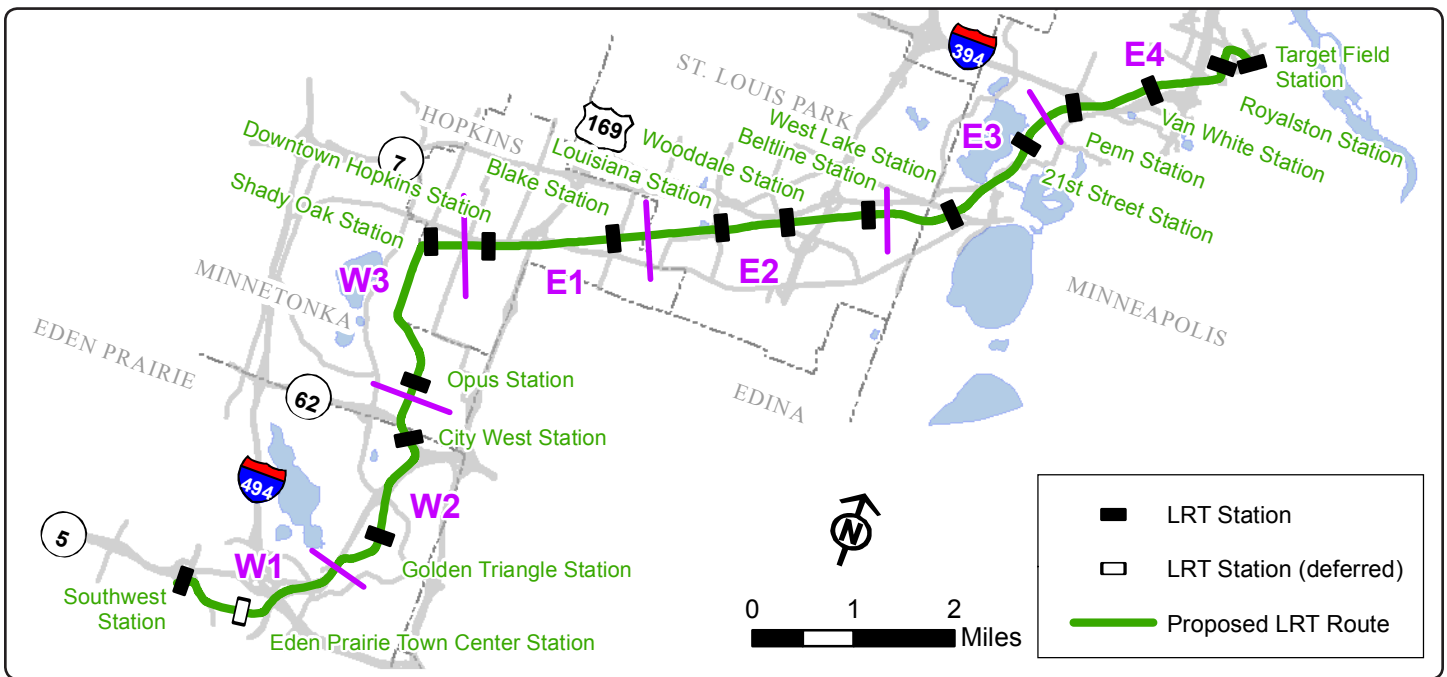 394
E4
Target Field
Station
ST. LOUIS PARK
HOPKINS
169
E3
Royalston Station
Van White Station
Penn Station
21st Street Station
West Lake Station
Beltline Station
Wooddale Station
Louisiana Station
Blake Station
Downtown Hopkins Station
7
Shady Oak Station
W3
E1
E2
MINNETONKA
MINNEAPOLIS
EDEN PRAIRIE
EDINA
Opus Station
62
City West Station
494
W2
5
W1
Golden Triangle Station
Southwest
Station
Eden Prairie Town Center Station
N
0 1 2
Miles
LRT Station
LRT Station (deferred)
Proposed LRT Route